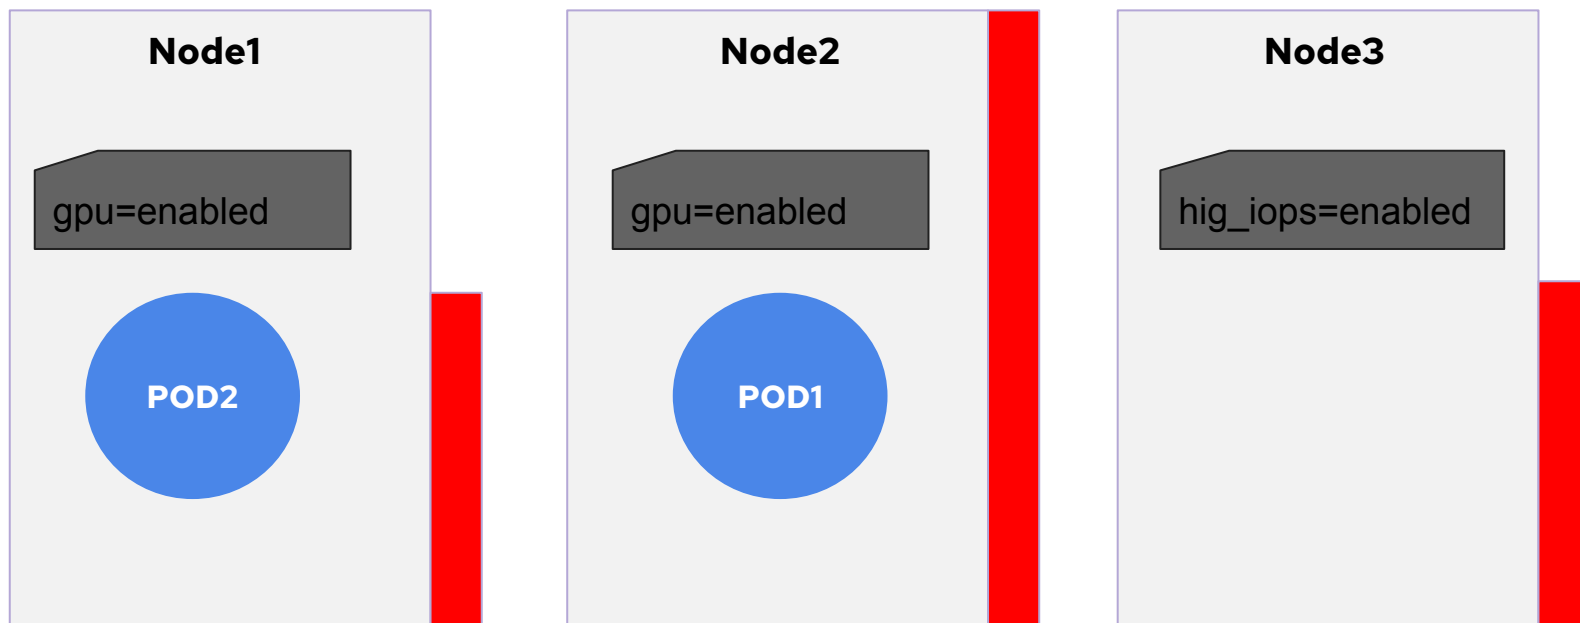 Node1
gpu=enabled
POD2
Node2
gpu=enabled
POD1
Node3
hig_iops=enabled